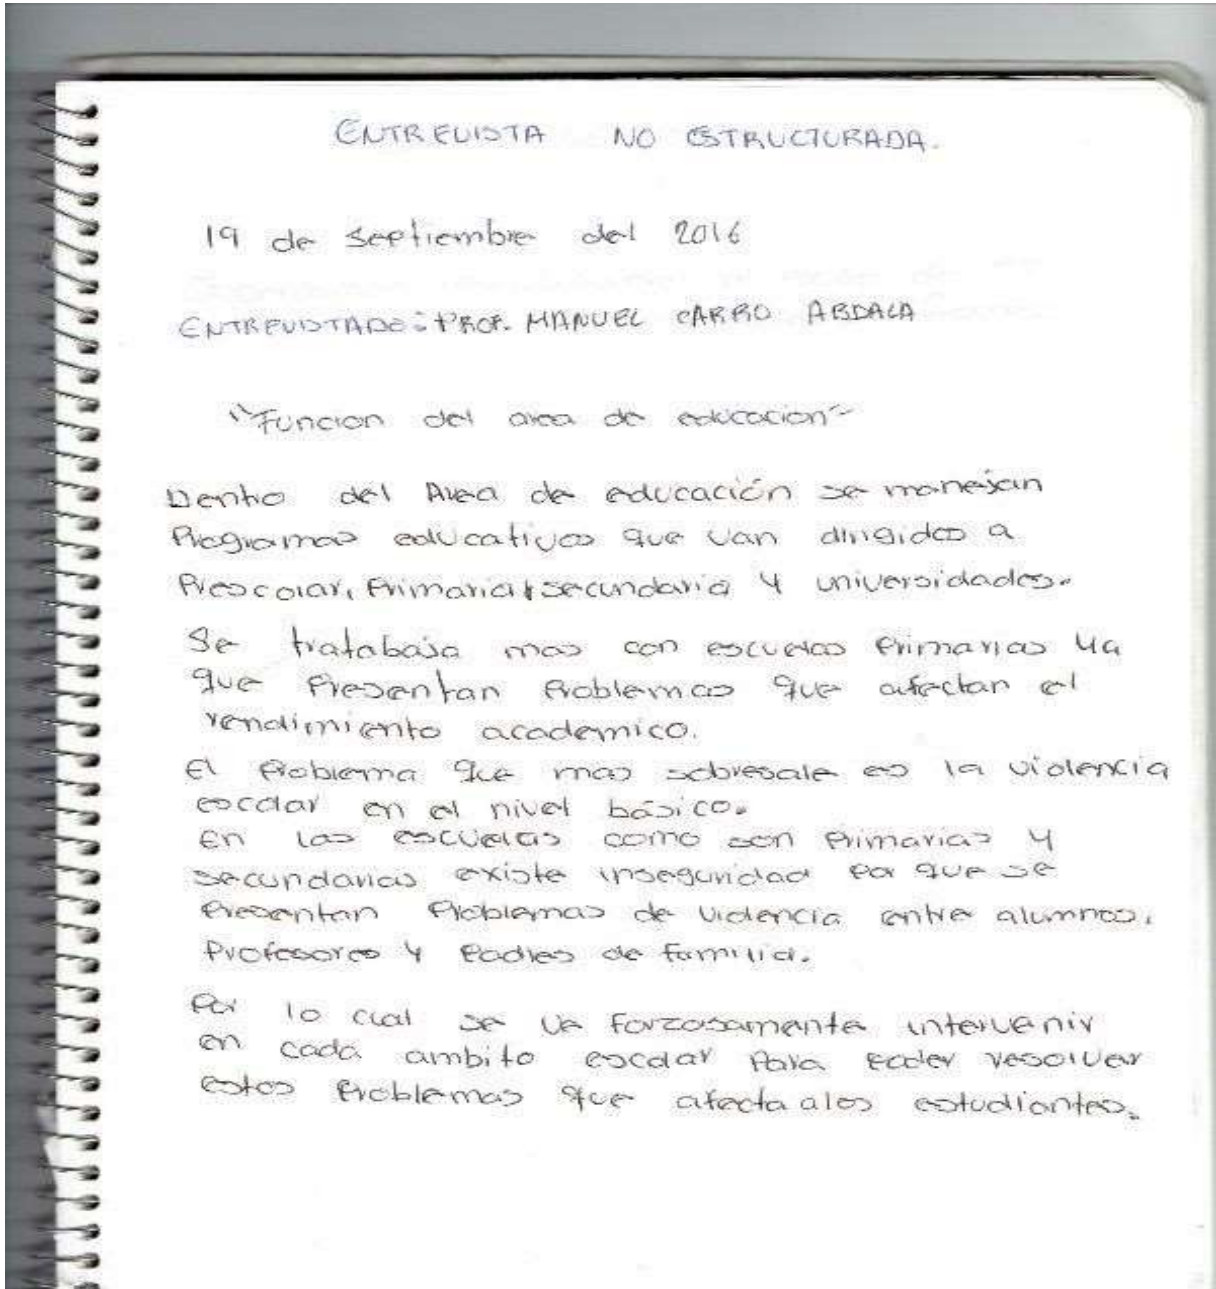 ENTREVISTA NO ESTRUCTURADA.
19 de septiembre del 2016
ENTREVISTADO: PROF. MANUEL CARRO ABDALA
"Funcion del area de educacion"
Dentro del Area de educación se manejan
Programas educativos que van dirigidos a
Prescolar, Primaria, secundaria y universidades.
Se tratabaja mas con escuelas Primarias ya
que Presentan Problemas que afectan el
rendimiento academico.
El Problema que mas sobresale es la violencia
escolar en el nivel básico.
En las escuelas como son Primarias y
secundarias existe inseguridad Por que se
Presentan Problemas de violencia entre alumnos,
Profesores y Padres de familia.
Por lo cual se ve Forzosamente intervenir
en cada ambito escolar Para Poder resolver
estos Problemas que afecta alos estudiantes.